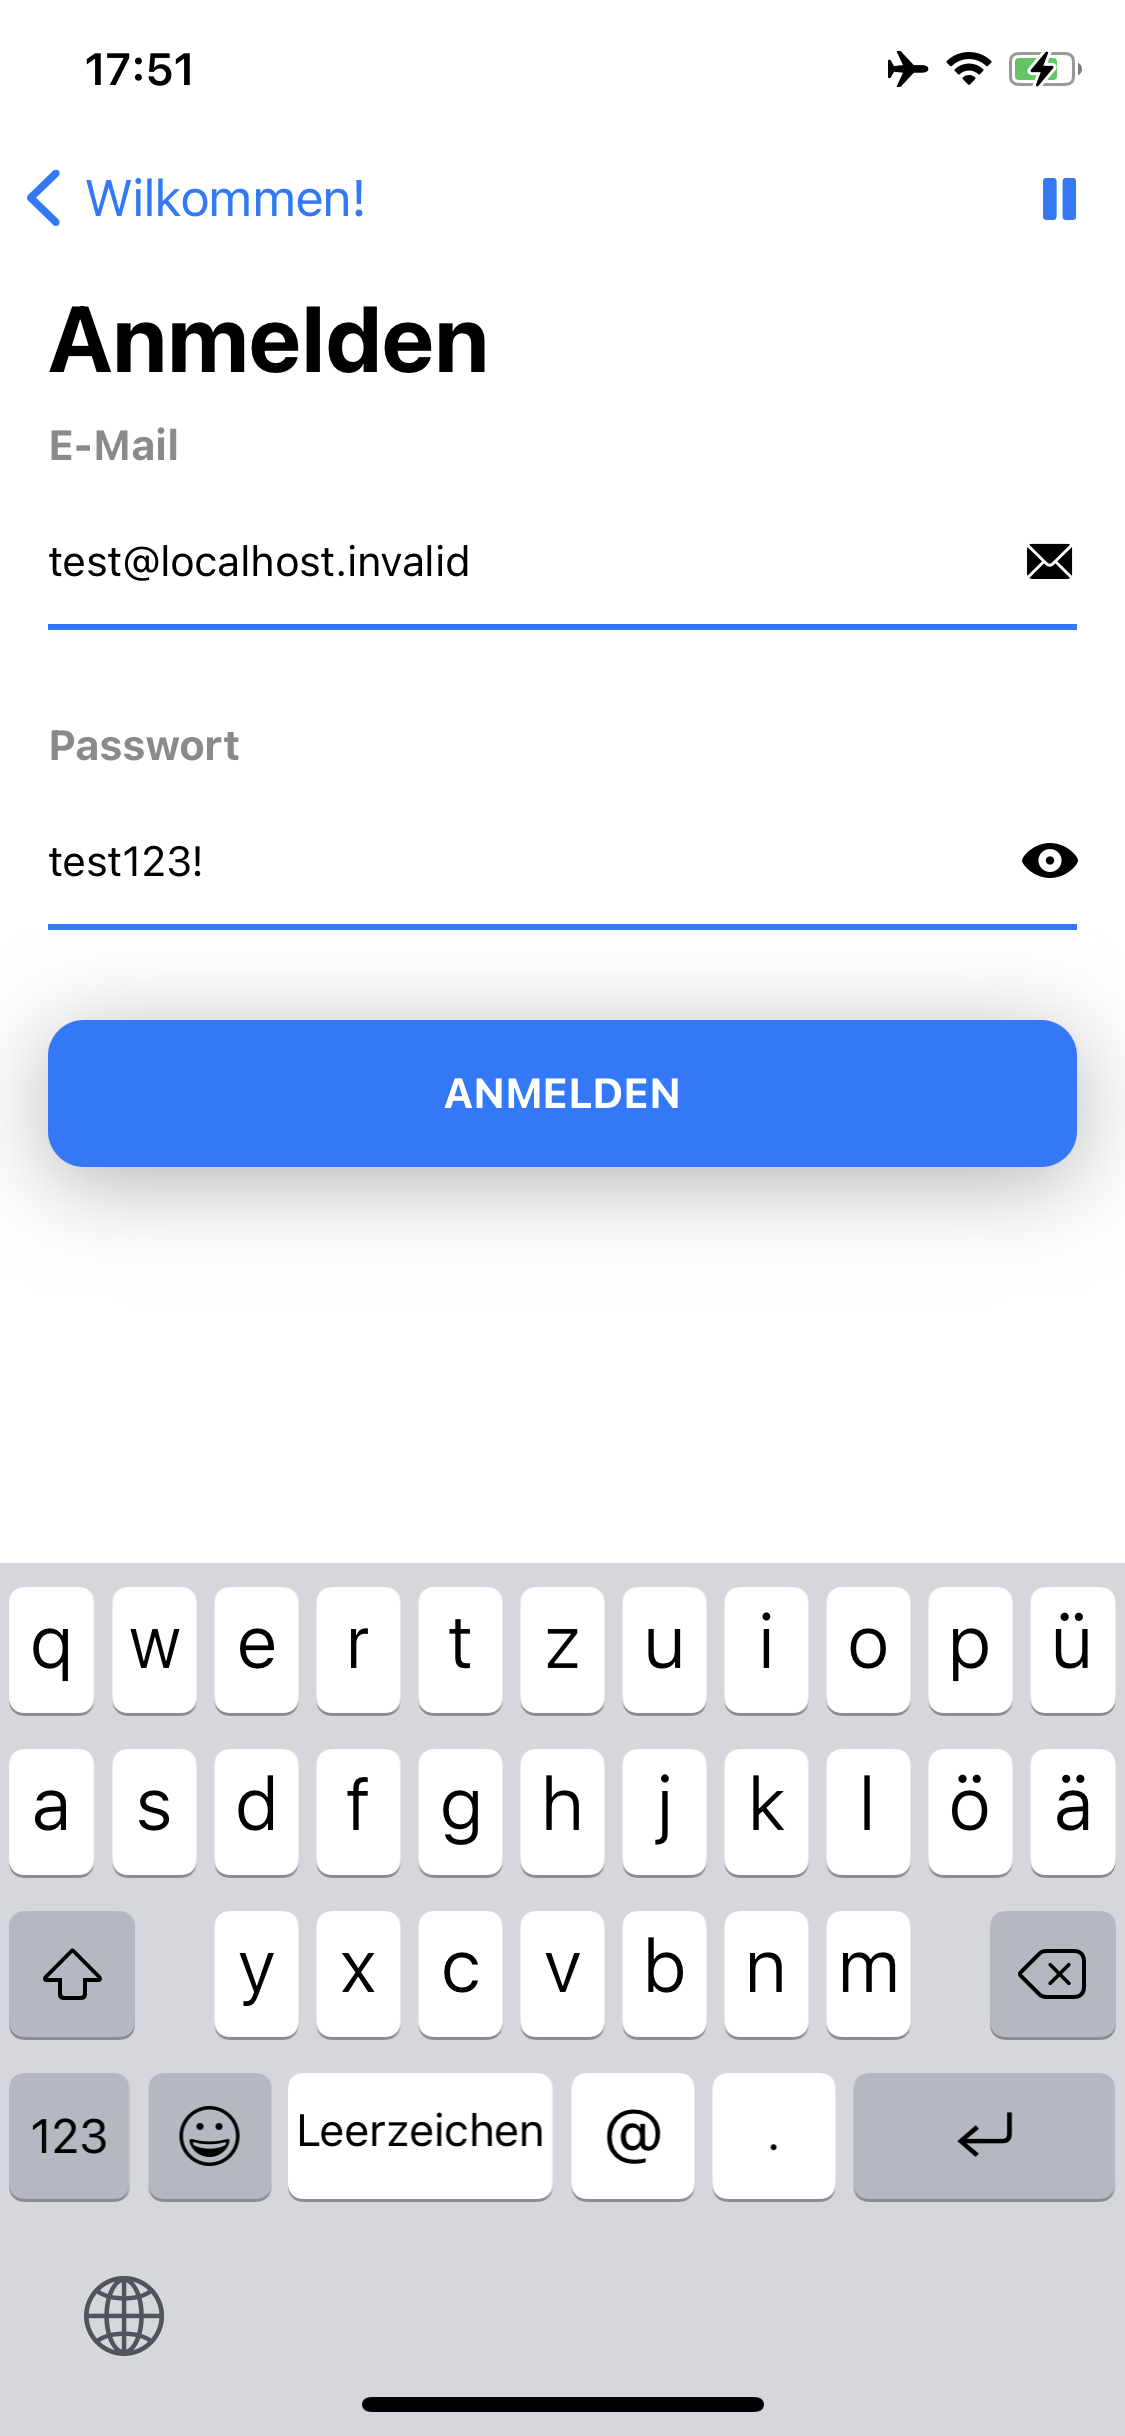 17:51
Wilkommen!
Anmelden
E-Mail
test@localhost.invalid
Passwort
test123!
ANMELDEN
q w e r t z u i o p ü
a s d f g h j k l ö ä
y x c v b n m
123 Leerzeichen @ .